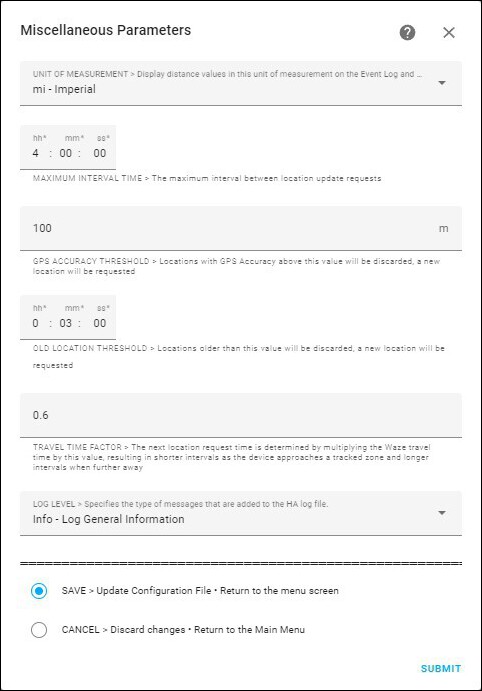 Miscellaneous Parameters
UNIT OF MEASUREMENT > Display distance values in this unit of measurement on the Event Log and ...
mi - Imperial
hh* mm* ss*
4 : 00 : 00
MAXIMUM INTERVAL TIME > The maximum interval between location update requests
100 m
GPS ACCURACY THRESHOLD > Locations with GPS Accuracy above this value will be discarded, a new
location will be requested
hh* mm* ss*
0 : 03 : 00
OLD LOCATION THRESHOLD > Locations older than this value will be discarded, a new location will be
requested
0.6
TRAVEL TIME FACTOR > The next location request time is determined by multiplying the Waze travel
time by this value, resulting in shorter intervals as the device approaches a tracked zone and longer
intervals when further away
LOG LEVEL > Specifies the type of messages that are added to the HA log file.
Info - Log General Information
SAVE > Update Configuration File • Return to the menu screen
CANCEL > Discard changes • Return to the Main Menu
SUBMIT